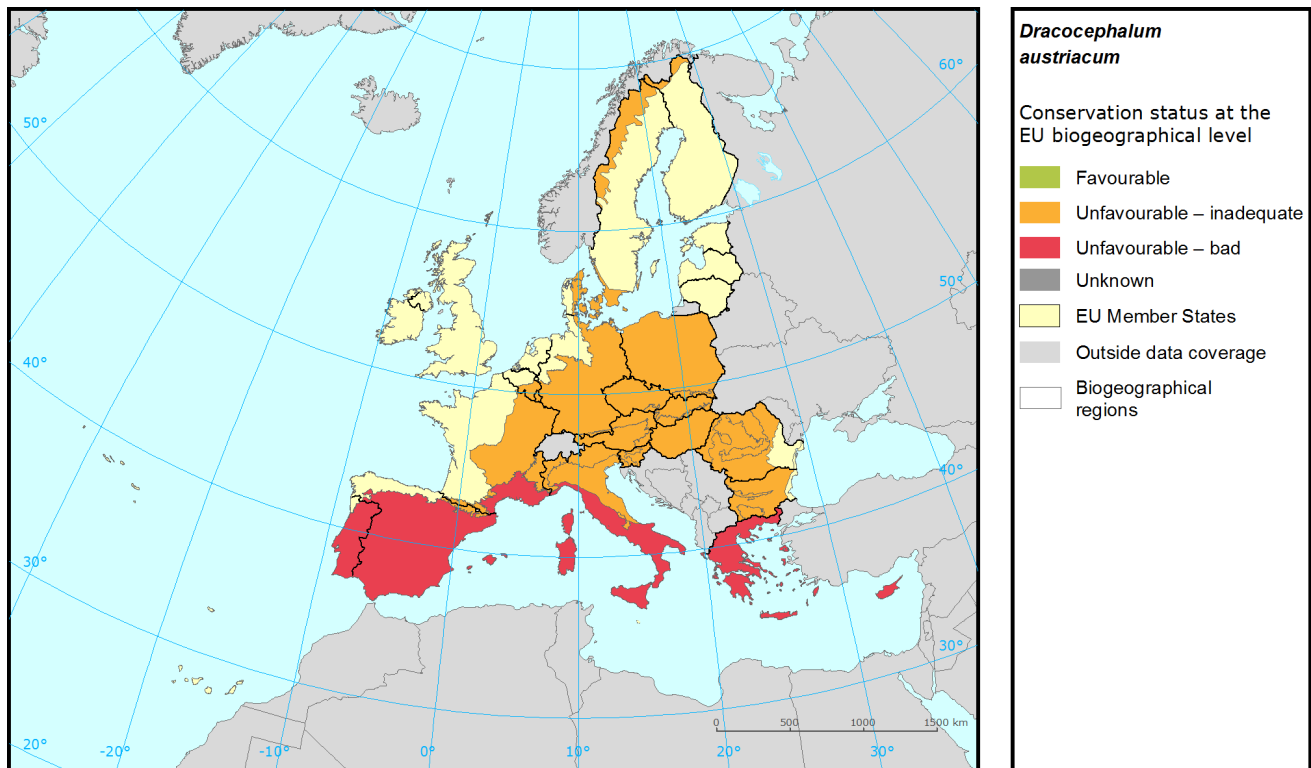 60°
50°
50°
40°
40°
30°
30°
0 500 1000 1500 km
20° -20° -10° 0° 10° 20° 30°
Dracocephalum
austriacum
Conservation status at the
EU biogeographical level
Favourable
Unfavourable – inadequate
Unfavourable – bad
Unknown
EU Member States
Outside data coverage
Biogeographical
regions